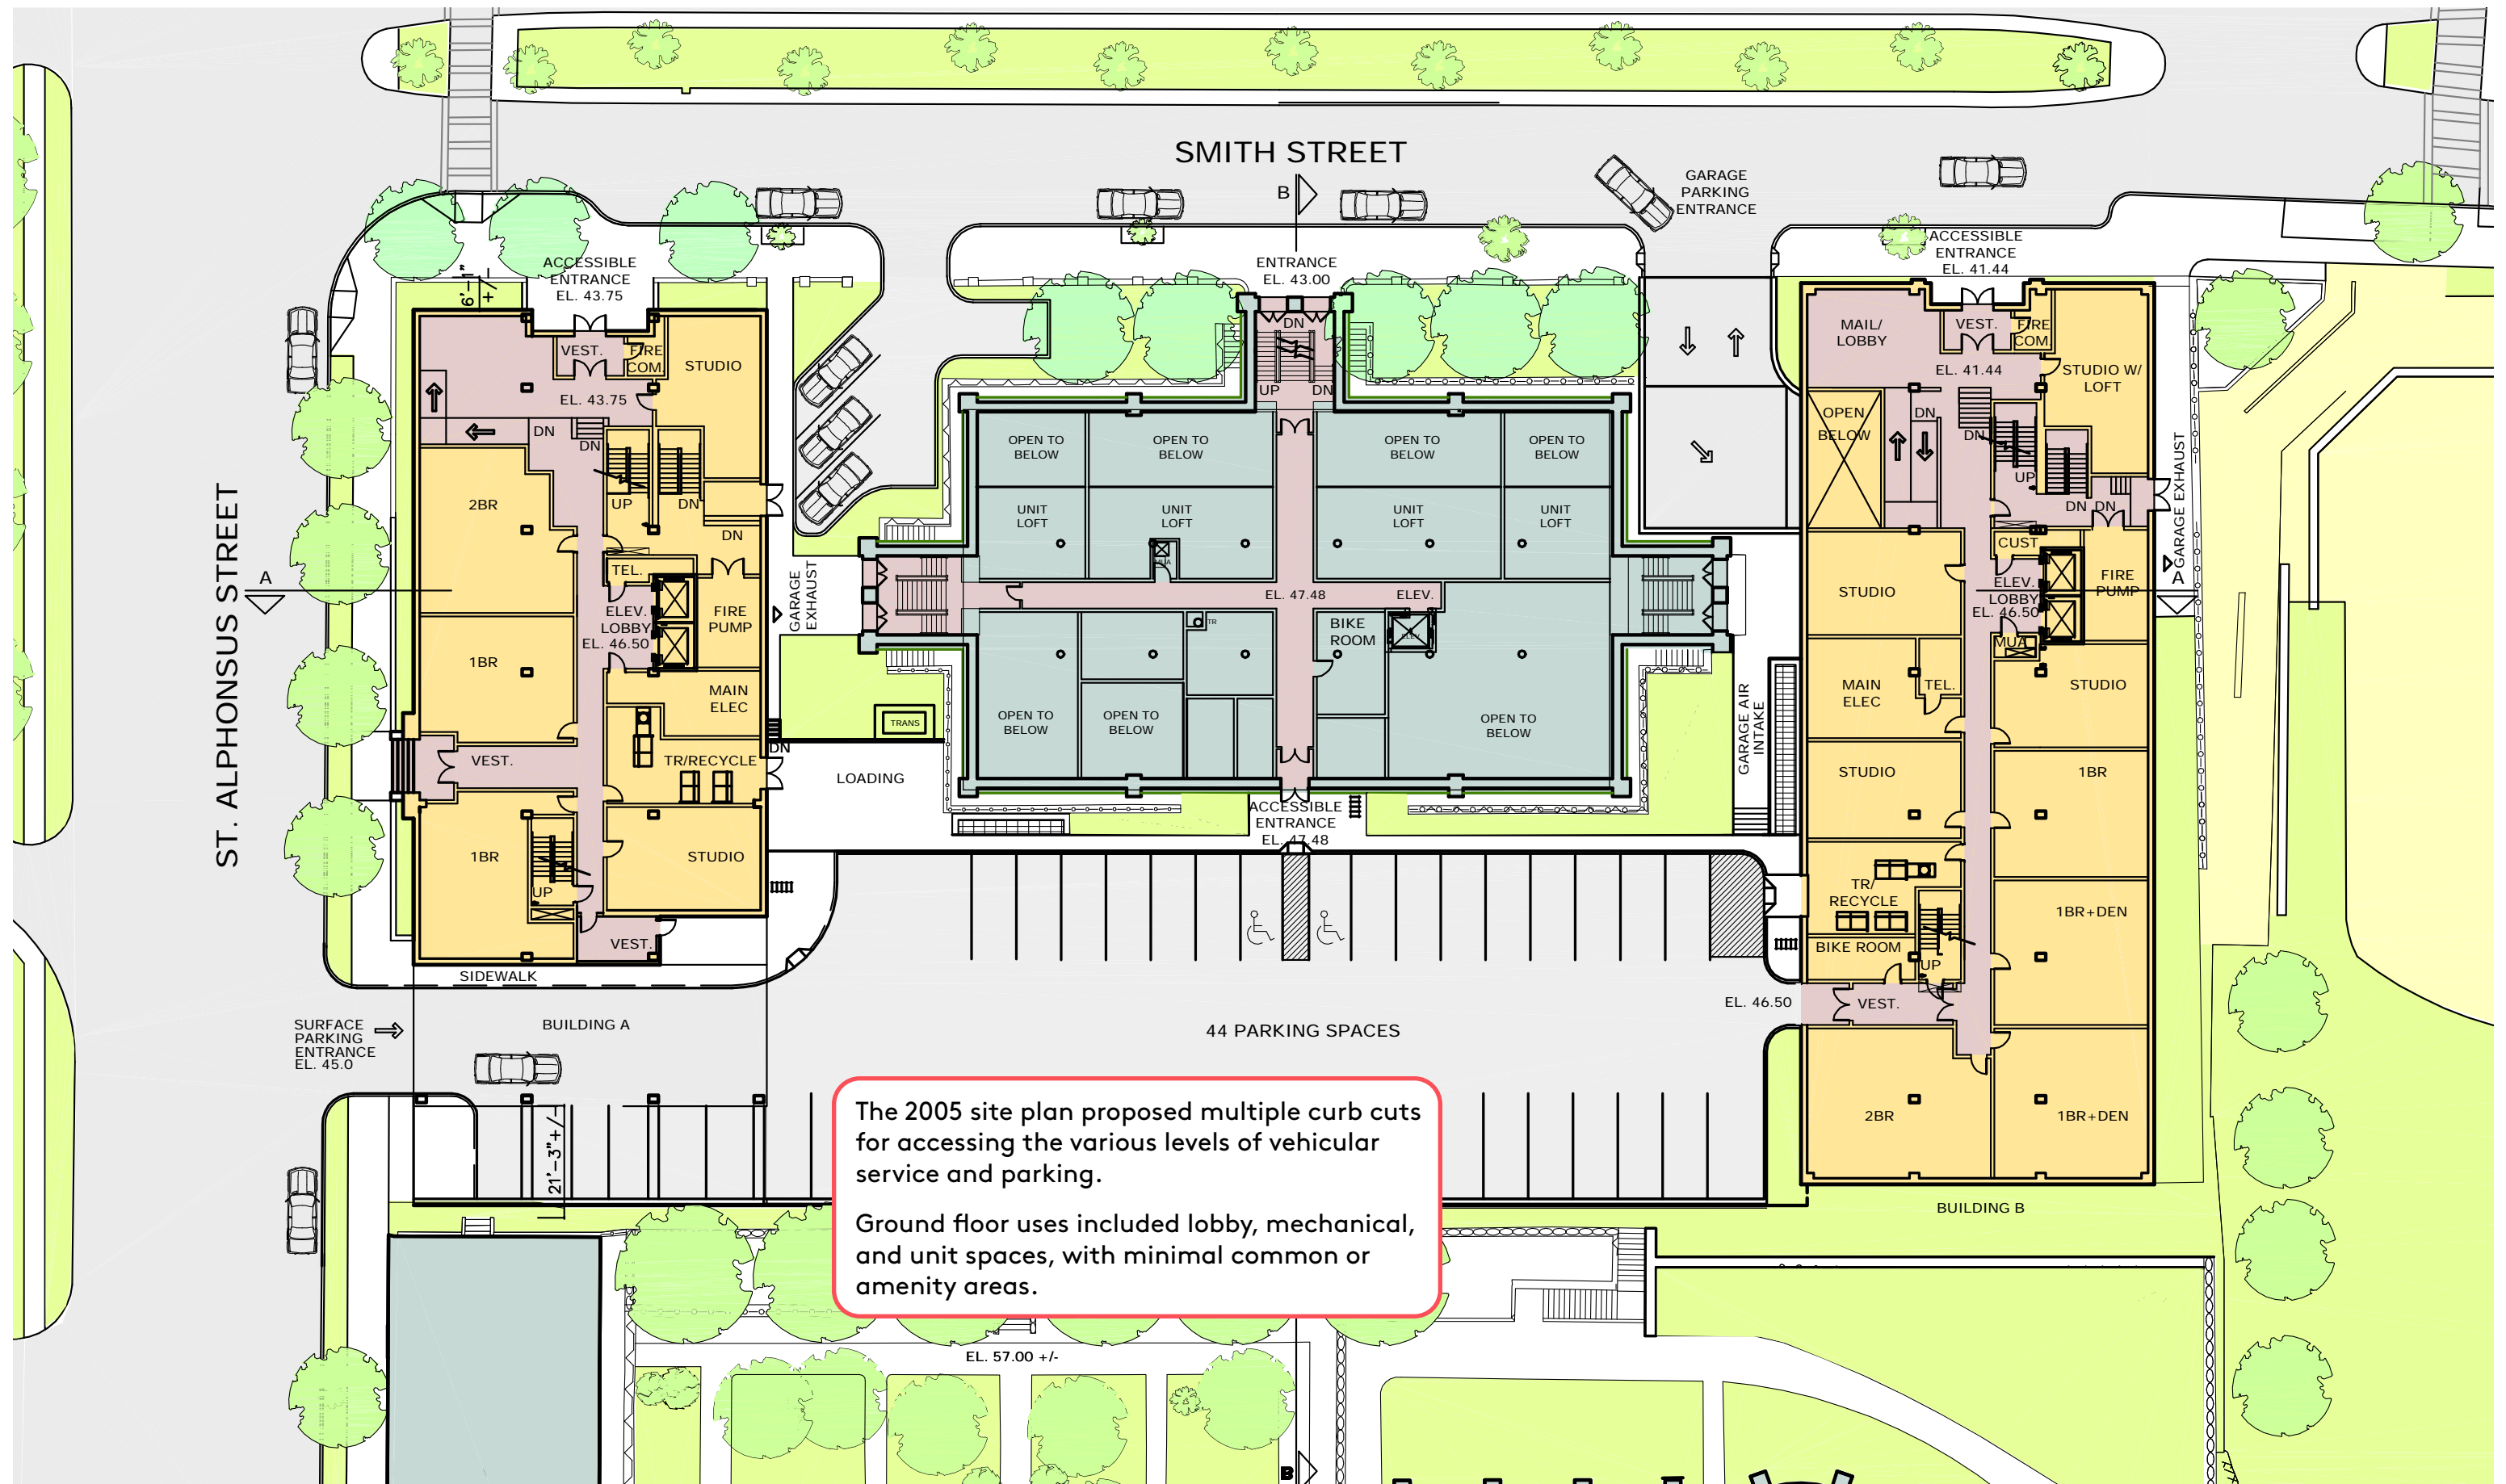 SMITH STREET
B
GARAGE
PARKING
ENTRANCE
ACCESSIBLE
ENTRANCE
EL. 43.75
6'-1"
+/-
ENTRANCE
EL. 43.00
ACCESSIBLE
ENTRANCE
EL. 41.44
VEST.
FIRE
COM.
STUDIO
EL. 43.75
DN
DN
2BR
UP
DN
DN
TEL.
ELEV.
LOBBY
EL. 46.50
FIRE
PUMP
1BR
MAIN
ELEC
VEST.
TR/RECYCLE
DN
1BR
STUDIO
UP
VEST.
SIDEWALK
ST. ALPHONSUS STREET
A
GARAGE
EXHAUST
TRANS
LOADING
DN
UP
DN
OPEN TO
BELOW
OPEN TO
BELOW
OPEN TO
BELOW
OPEN TO
BELOW
UNIT
LOFT
UNIT
LOFT
UNIT
LOFT
UNIT
LOFT
MUA
EL. 47.48
ELEV.
TR
BIKE
ROOM
ELEV.
OPEN TO
BELOW
OPEN TO
BELOW
OPEN TO
BELOW
ACCESSIBLE
ENTRANCE
EL. 47.48
GARAGE AIR
INTAKE
MAIL/
LOBBY
VEST.
FIRE
COM.
EL. 41.44
STUDIO W/
LOFT
OPEN
BELOW
DN
DN
UP
DN
DN
CUST
GARAGE EXHAUST
A
STUDIO
ELEV.
LOBBY
EL. 46.50
FIRE
PUMP
MUA
MAIN
ELEC
TEL.
STUDIO
STUDIO
1BR
TR/
RECYCLE
1BR+DEN
BIKE ROOM
UP
EL. 46.50
VEST.
2BR
1BR+DEN
BUILDING B
SURFACE
PARKING
ENTRANCE
EL. 45.0
BUILDING A
44 PARKING SPACES
21'-3"+/-
The 2005 site plan proposed multiple curb cuts
for accessing the various levels of vehicular
service and parking.
Ground floor uses included lobby, mechanical,
and unit spaces, with minimal common or
amenity areas.
EL. 57.00 +/-
B